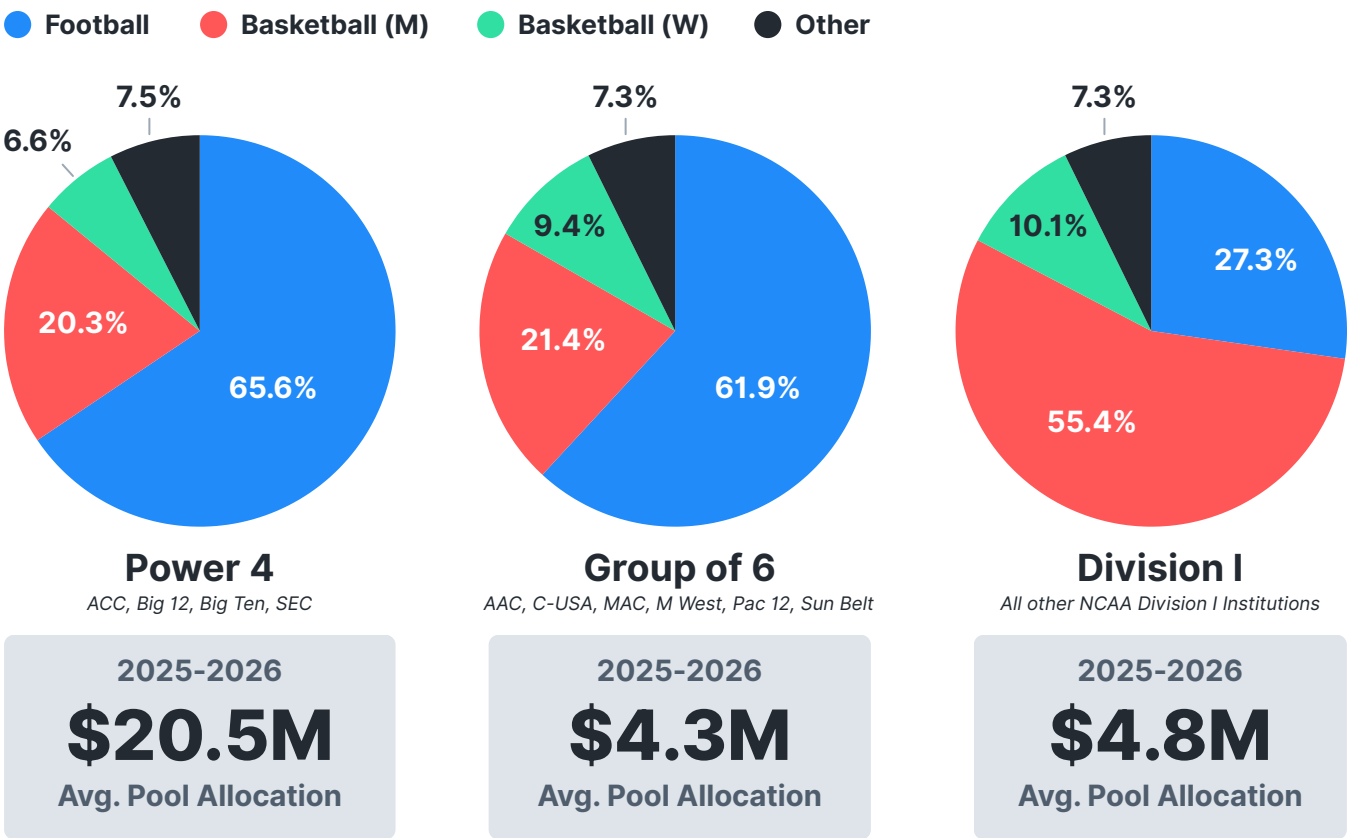 Football
Basketball (M)
Basketball (W)
Other
7.5%
6.6%
20.3%
65.6%
Power 4
ACC, Big 12, Big Ten, SEC
2025-2026
$20.5M
Avg. Pool Allocation
7.3%
9.4%
21.4%
61.9%
Group of 6
AAC, C-USA, MAC, M West, Pac 12, Sun Belt
2025-2026
$4.3M
Avg. Pool Allocation
7.3%
10.1%
27.3%
55.4%
Division I
All other NCAA Division I Institutions
2025-2026
$4.8M
Avg. Pool Allocation